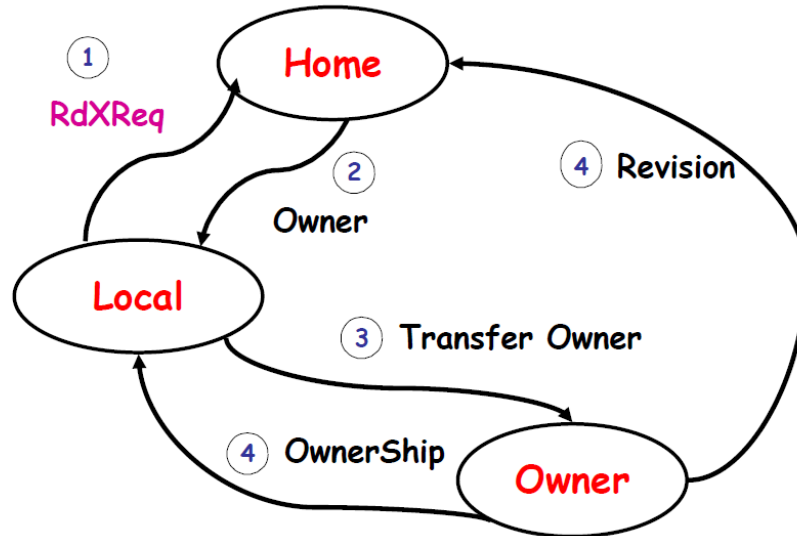 1
Home
RdXReq
2
Owner
4 Revision
Local
3 Transfer Owner
4 OwnerShip
Owner